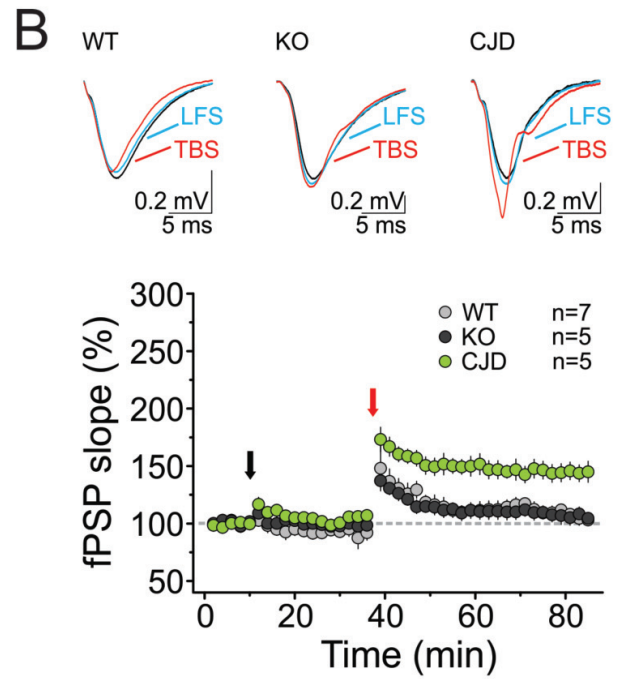 B
WT
KO
CJD
LFS
TBS
0.2 mV
5 ms
LFS
TBS
0.2 mV
5 ms
LFS
TBS
0.2 mV
5 ms
300
250
200
150
100
50
fPSP slope (%)
WT n=7
KO n=5
CJD n=5
0 20 40 60 80
Time (min)